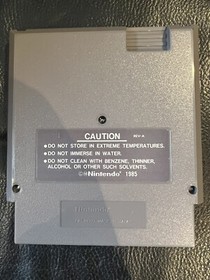 CAUTION REV-A
● DO NOT STORE IN EXTREME TEMPERATURES.
● DO NOT IMMERSE IN WATER.
● DO NOT CLEAN WITH BENZENE, THINNER,
ALCOHOL OR OTHER SUCH SOLVENTS.
©®Nintendo® 1985